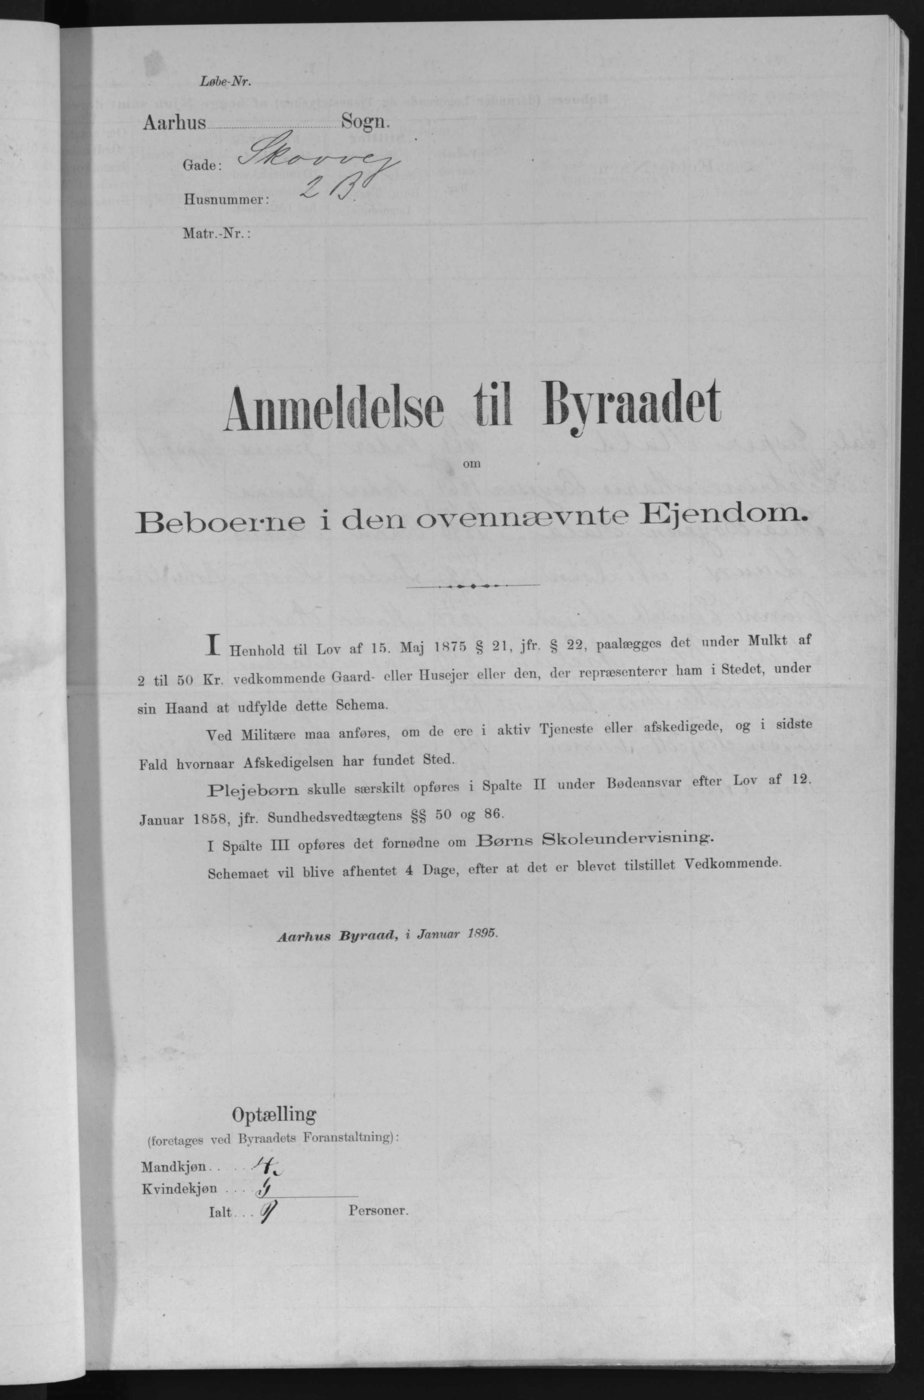 Løbe-Nr.
Aarhus Sogn.
Gade: Skovvej
Husnummer: 2 B.
Matr.-Nr.:
Anmeldelse til Byraadet
om
Beboerne i den ovennævnte Ejendom.
I Henhold til Lov af 15. Maj 1875 § 21, jfr. § 22, paalægges det under Mulkt af
2 til 50 Kr. vedkommende Gaard- eller Husejer eller den, der repræsenterer ham i Stedet, under
sin Haand at udfylde dette Schema.
Ved Militære maa anføres, om de ere i aktiv Tjeneste eller afskedigede, og i sidste
Fald hvornaar Afskedigelsen har fundet Sted.
Plejebørn skulle særskilt opføres i Spalte II under Bødeansvar efter Lov af 12.
Januar 1858, jfr. Sundhedsvedtægtens §§ 50 og 86.
I Spalte III opføres det fornødne om Børns Skoleundervisning.
Schemaet vil blive afhentet 4 Dage, efter at det er blevet tilstillet Vedkommende.
Aarhus Byraad, i Januar 1895.
Optælling
(foretages ved Byraadets Foranstaltning):
Mandkjøn..... 4
Kvindekjøn ... 5
Ialt... 9 Personer.